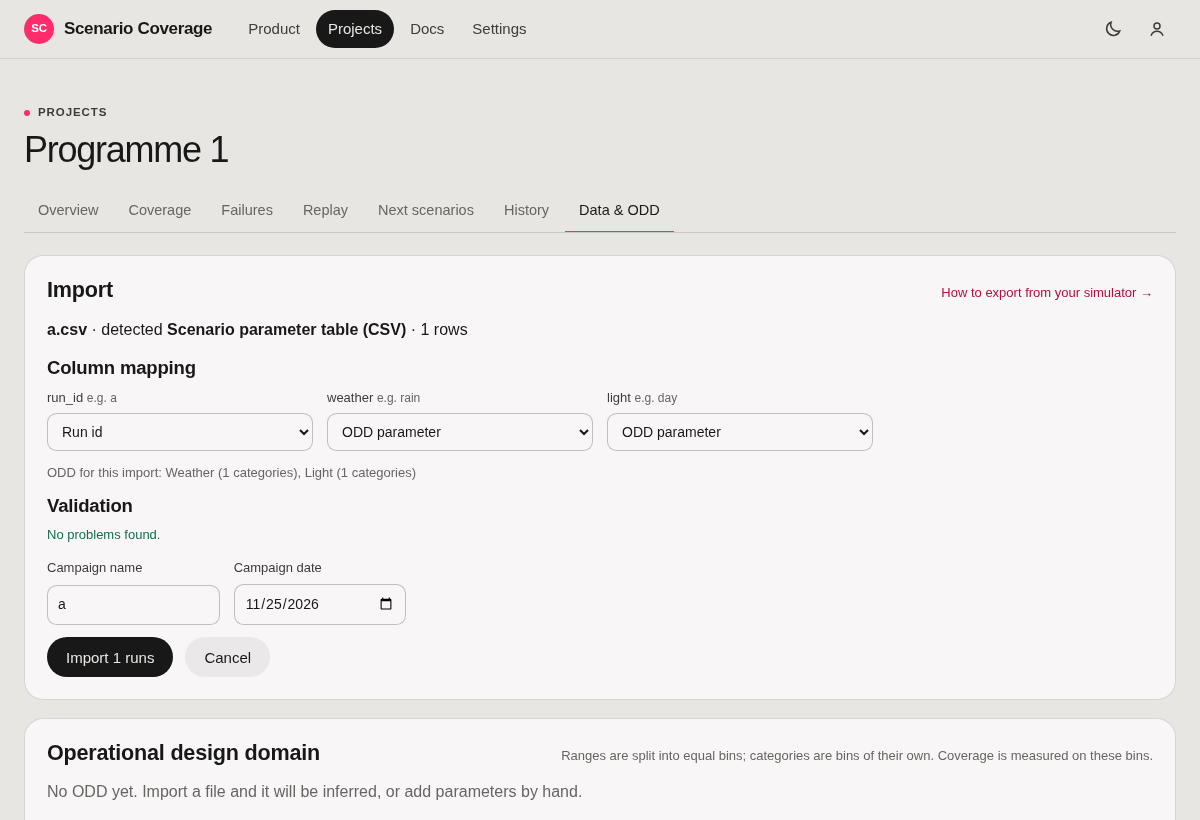 SC Scenario Coverage Product Projects Docs Settings
PROJECTS
Programme 1
Overview Coverage Failures Replay Next scenarios History Data & ODD
Import
How to export from your simulator →
a.csv · detected Scenario parameter table (CSV) · 1 rows
Column mapping
run_id e.g. a weather e.g. rain light e.g. day
Run id ODD parameter ODD parameter
ODD for this import: Weather (1 categories), Light (1 categories)
Validation
No problems found.
Campaign name Campaign date
a 11/25/2026
Import 1 runs Cancel
Operational design domain
Ranges are split into equal bins; categories are bins of their own. Coverage is measured on these bins.
No ODD yet. Import a file and it will be inferred, or add parameters by hand.